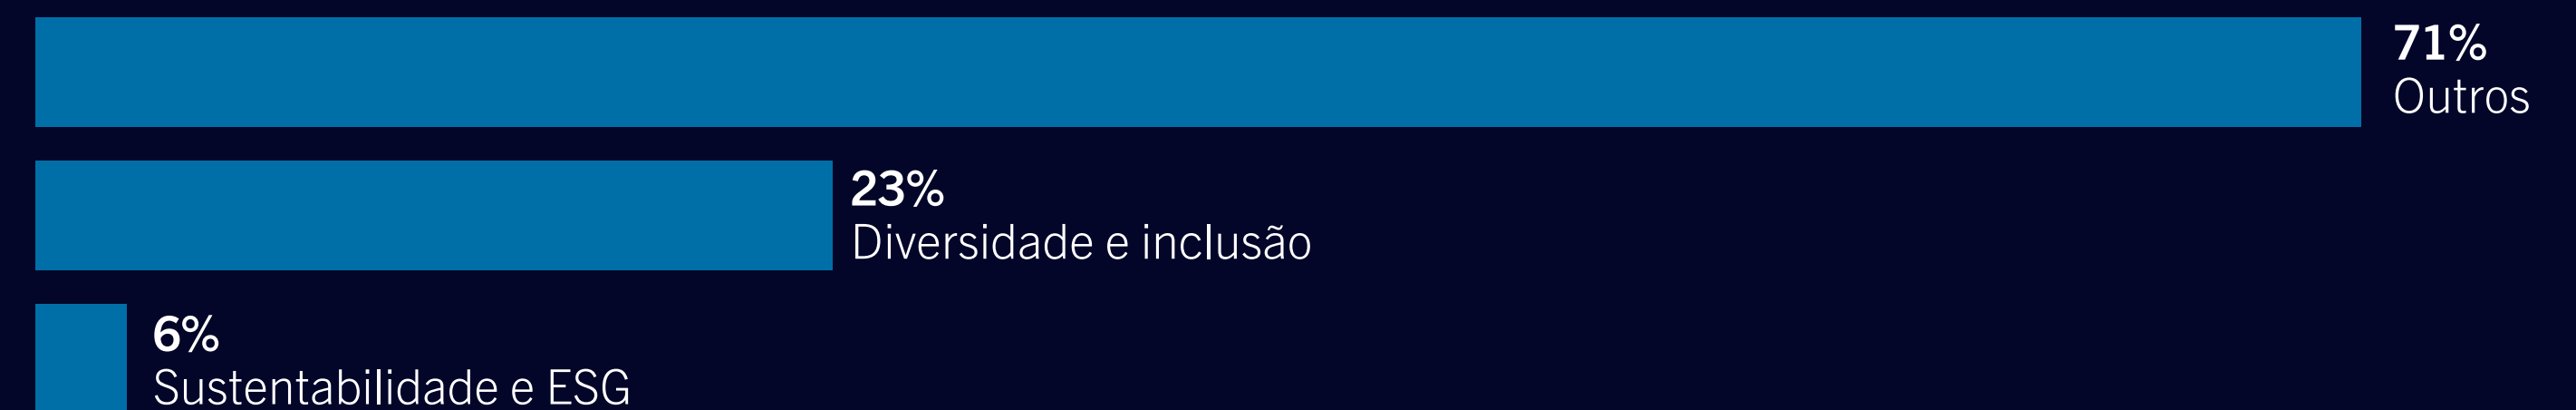 71%
Outros
23%
Diversidade e inclusão
6%
Sustentabilidade e ESG